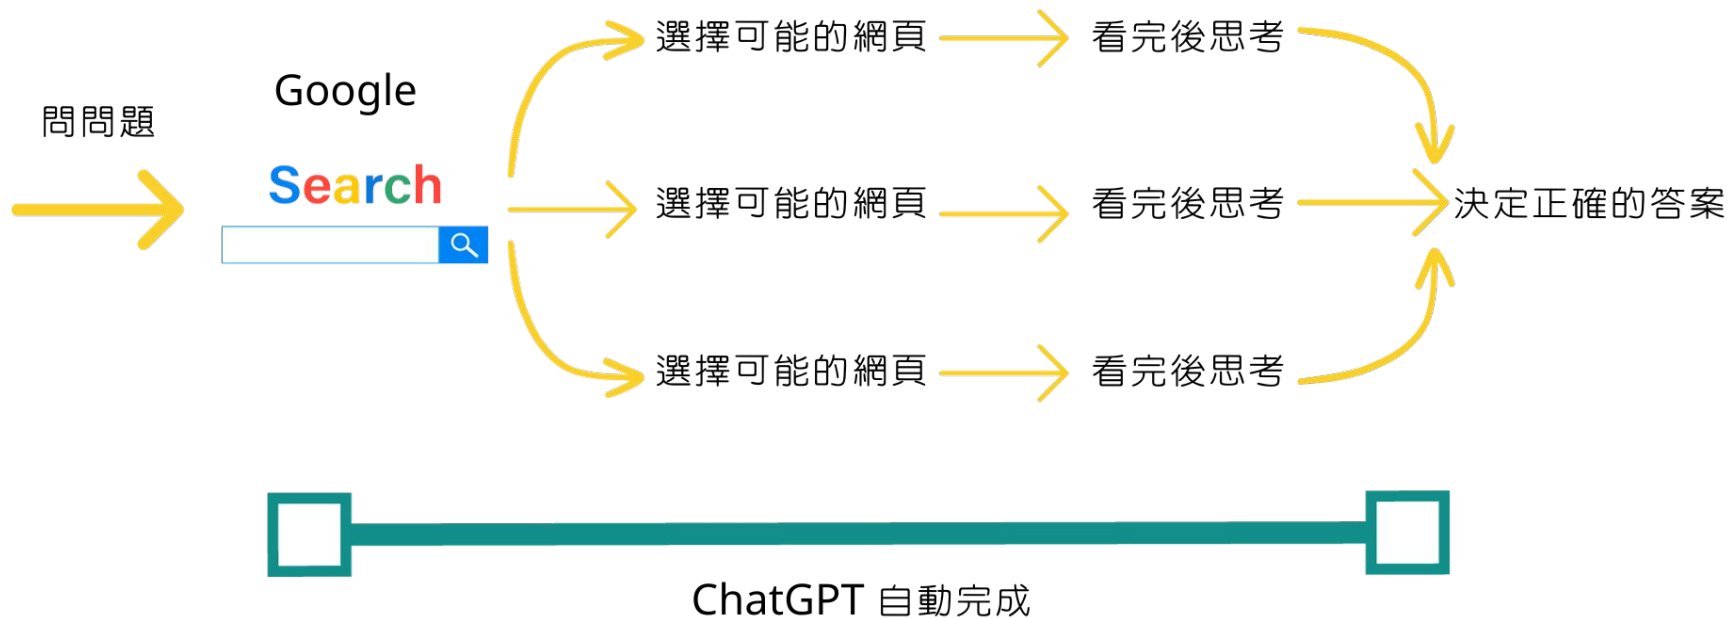 問問題
Google
Search
選擇可能的網頁
看完後思考
選擇可能的網頁
看完後思考
決定正確的答案
選擇可能的網頁
看完後思考
ChatGPT 自動完成